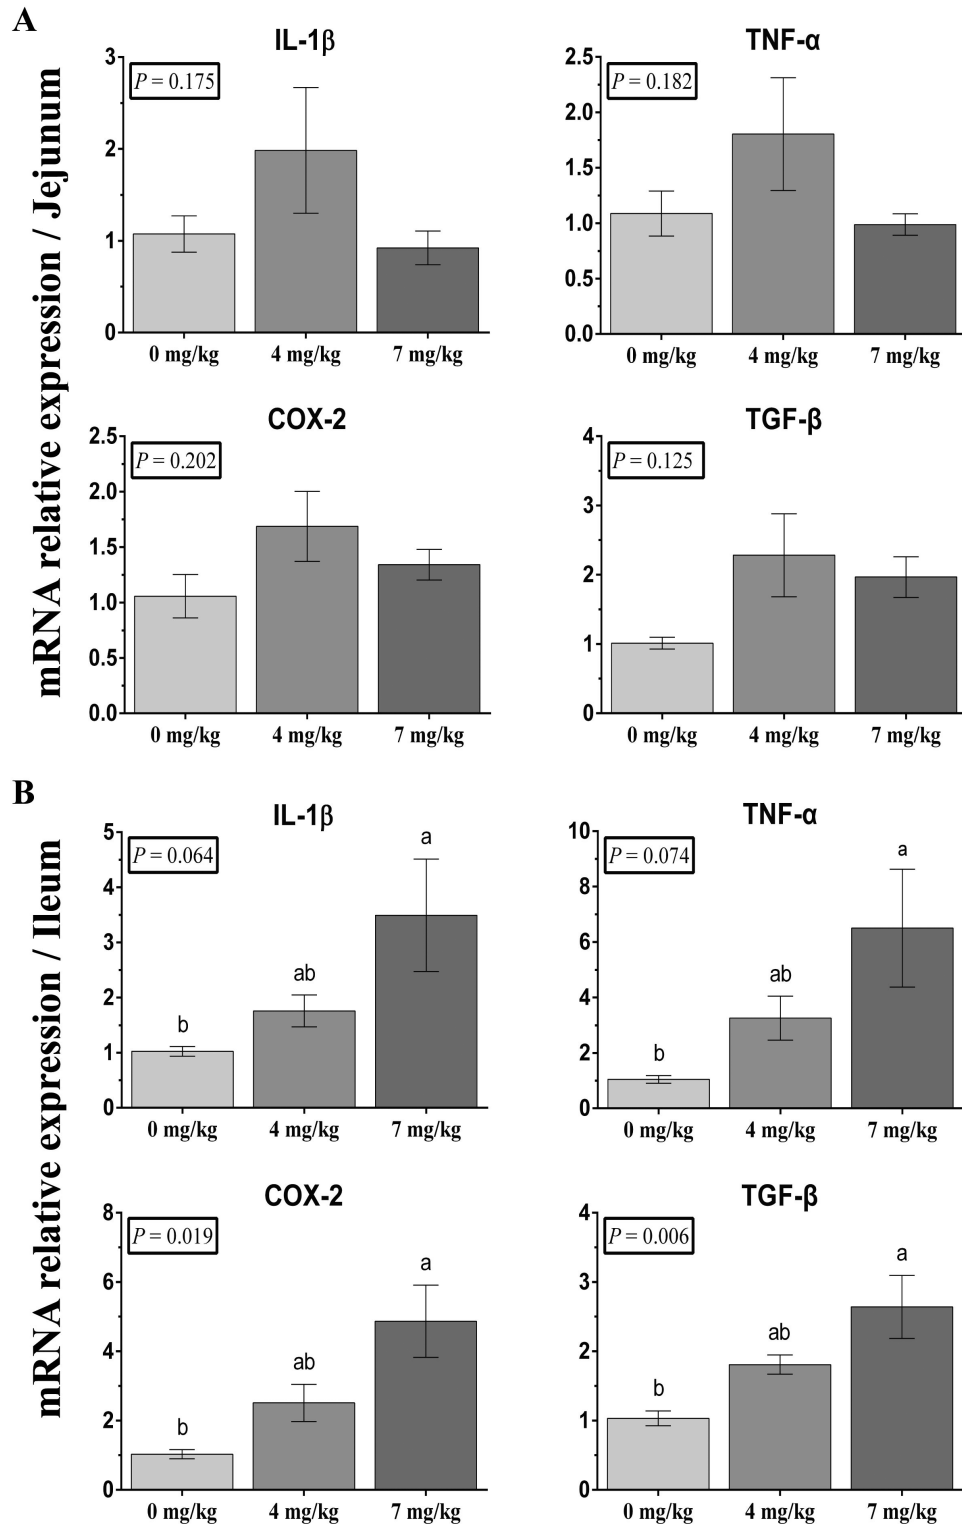 A
mRNA relative expression / Jejunum
IL-1β
P = 0.175
3
2
1
0
0 mg/kg 4 mg/kg 7 mg/kg
TNF-α
P = 0.182
2.5
2.0
1.5
1.0
0.5
0.0
0 mg/kg 4 mg/kg 7 mg/kg
COX-2
P = 0.202
2.5
2.0
1.5
1.0
0.5
0.0
0 mg/kg 4 mg/kg 7 mg/kg
TGF-β
P = 0.125
4
3
2
1
0
0 mg/kg 4 mg/kg 7 mg/kg
B
mRNA relative expression / Ileum
IL-1β
P = 0.064
5
4
3
2
1
0
b
ab
a
0 mg/kg 4 mg/kg 7 mg/kg
TNF-α
P = 0.074
10
8
6
4
2
0
b
ab
a
0 mg/kg 4 mg/kg 7 mg/kg
COX-2
P = 0.019
8
6
4
2
0
b
ab
a
0 mg/kg 4 mg/kg 7 mg/kg
TGF-β
P = 0.006
4
3
2
1
0
b
ab
a
0 mg/kg 4 mg/kg 7 mg/kg